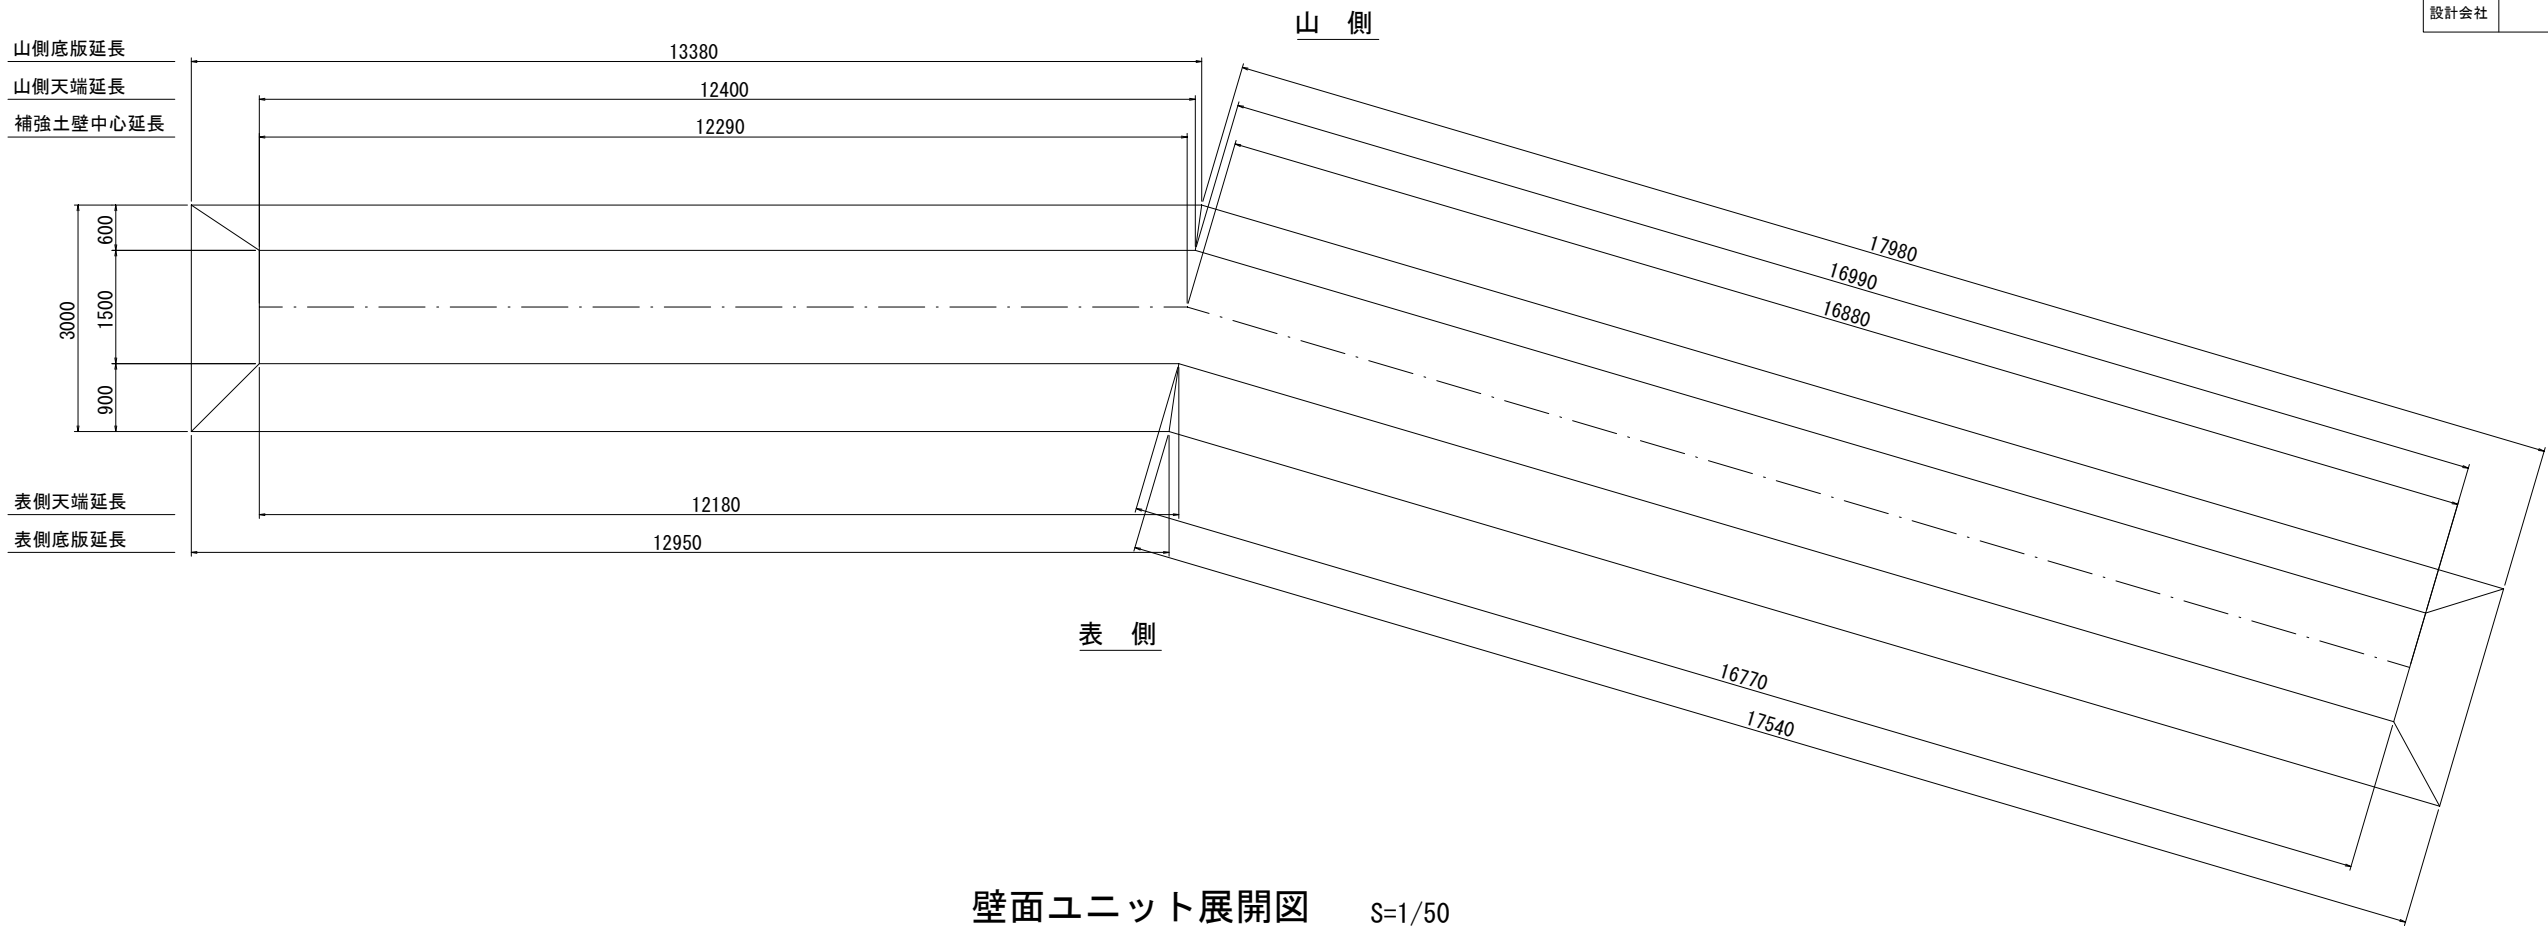 山 側
設計会社
山側底版延長
13380
山側天端延長
12400
補強土壁中心延長
12290
17980
16990
16880
600
1500
3000
900
表側天端延長
12180
表側底版延長
12950
表 側
16770
17540
壁面ユニット展開図 S=1/50